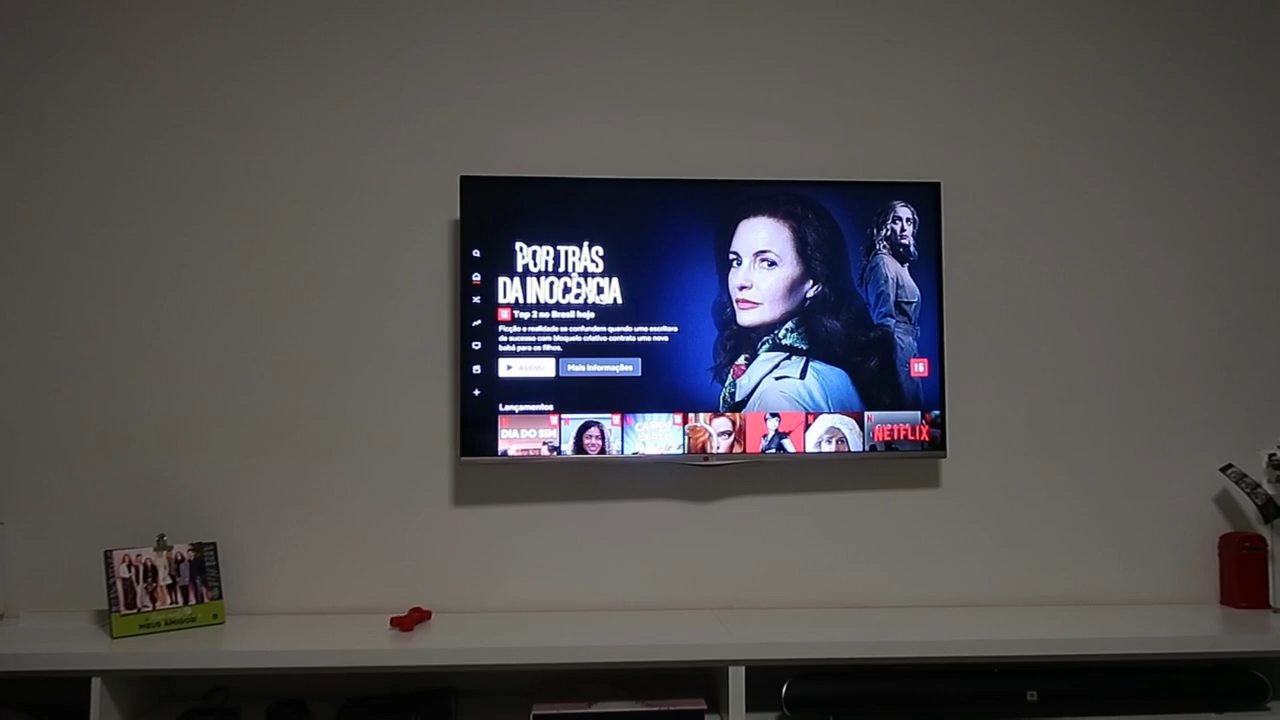 POR TRÁS
DA INOCÊNCIA
Top 2 no Brasil hoje
Ficção e realidade se confundem quando uma escritora
de sucesso com bloqueio criativo contrata uma nova
babá para os filhos.
Assistir
Mais informações
16
Lançamentos
DIA DO SIM
NETFLIX
MEUS AMIGOS!